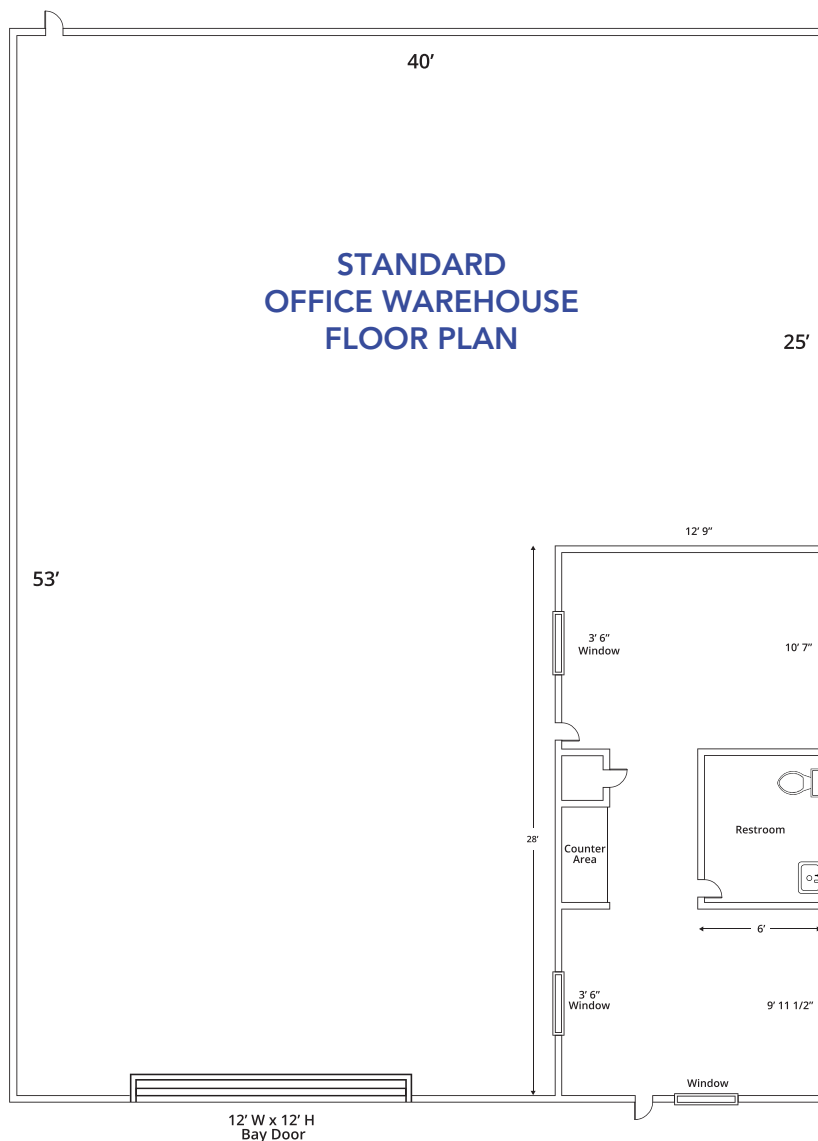 40’
STANDARD
OFFICE WAREHOUSE
FLOOR PLAN
25’
12’ 9”
53’
3’ 6”
Window
10’ 7”
Restroom
28’
Counter
Area
6’
3’ 6”
Window
9’ 11 1/2”
Window
12’ W x 12’ H
Bay Door